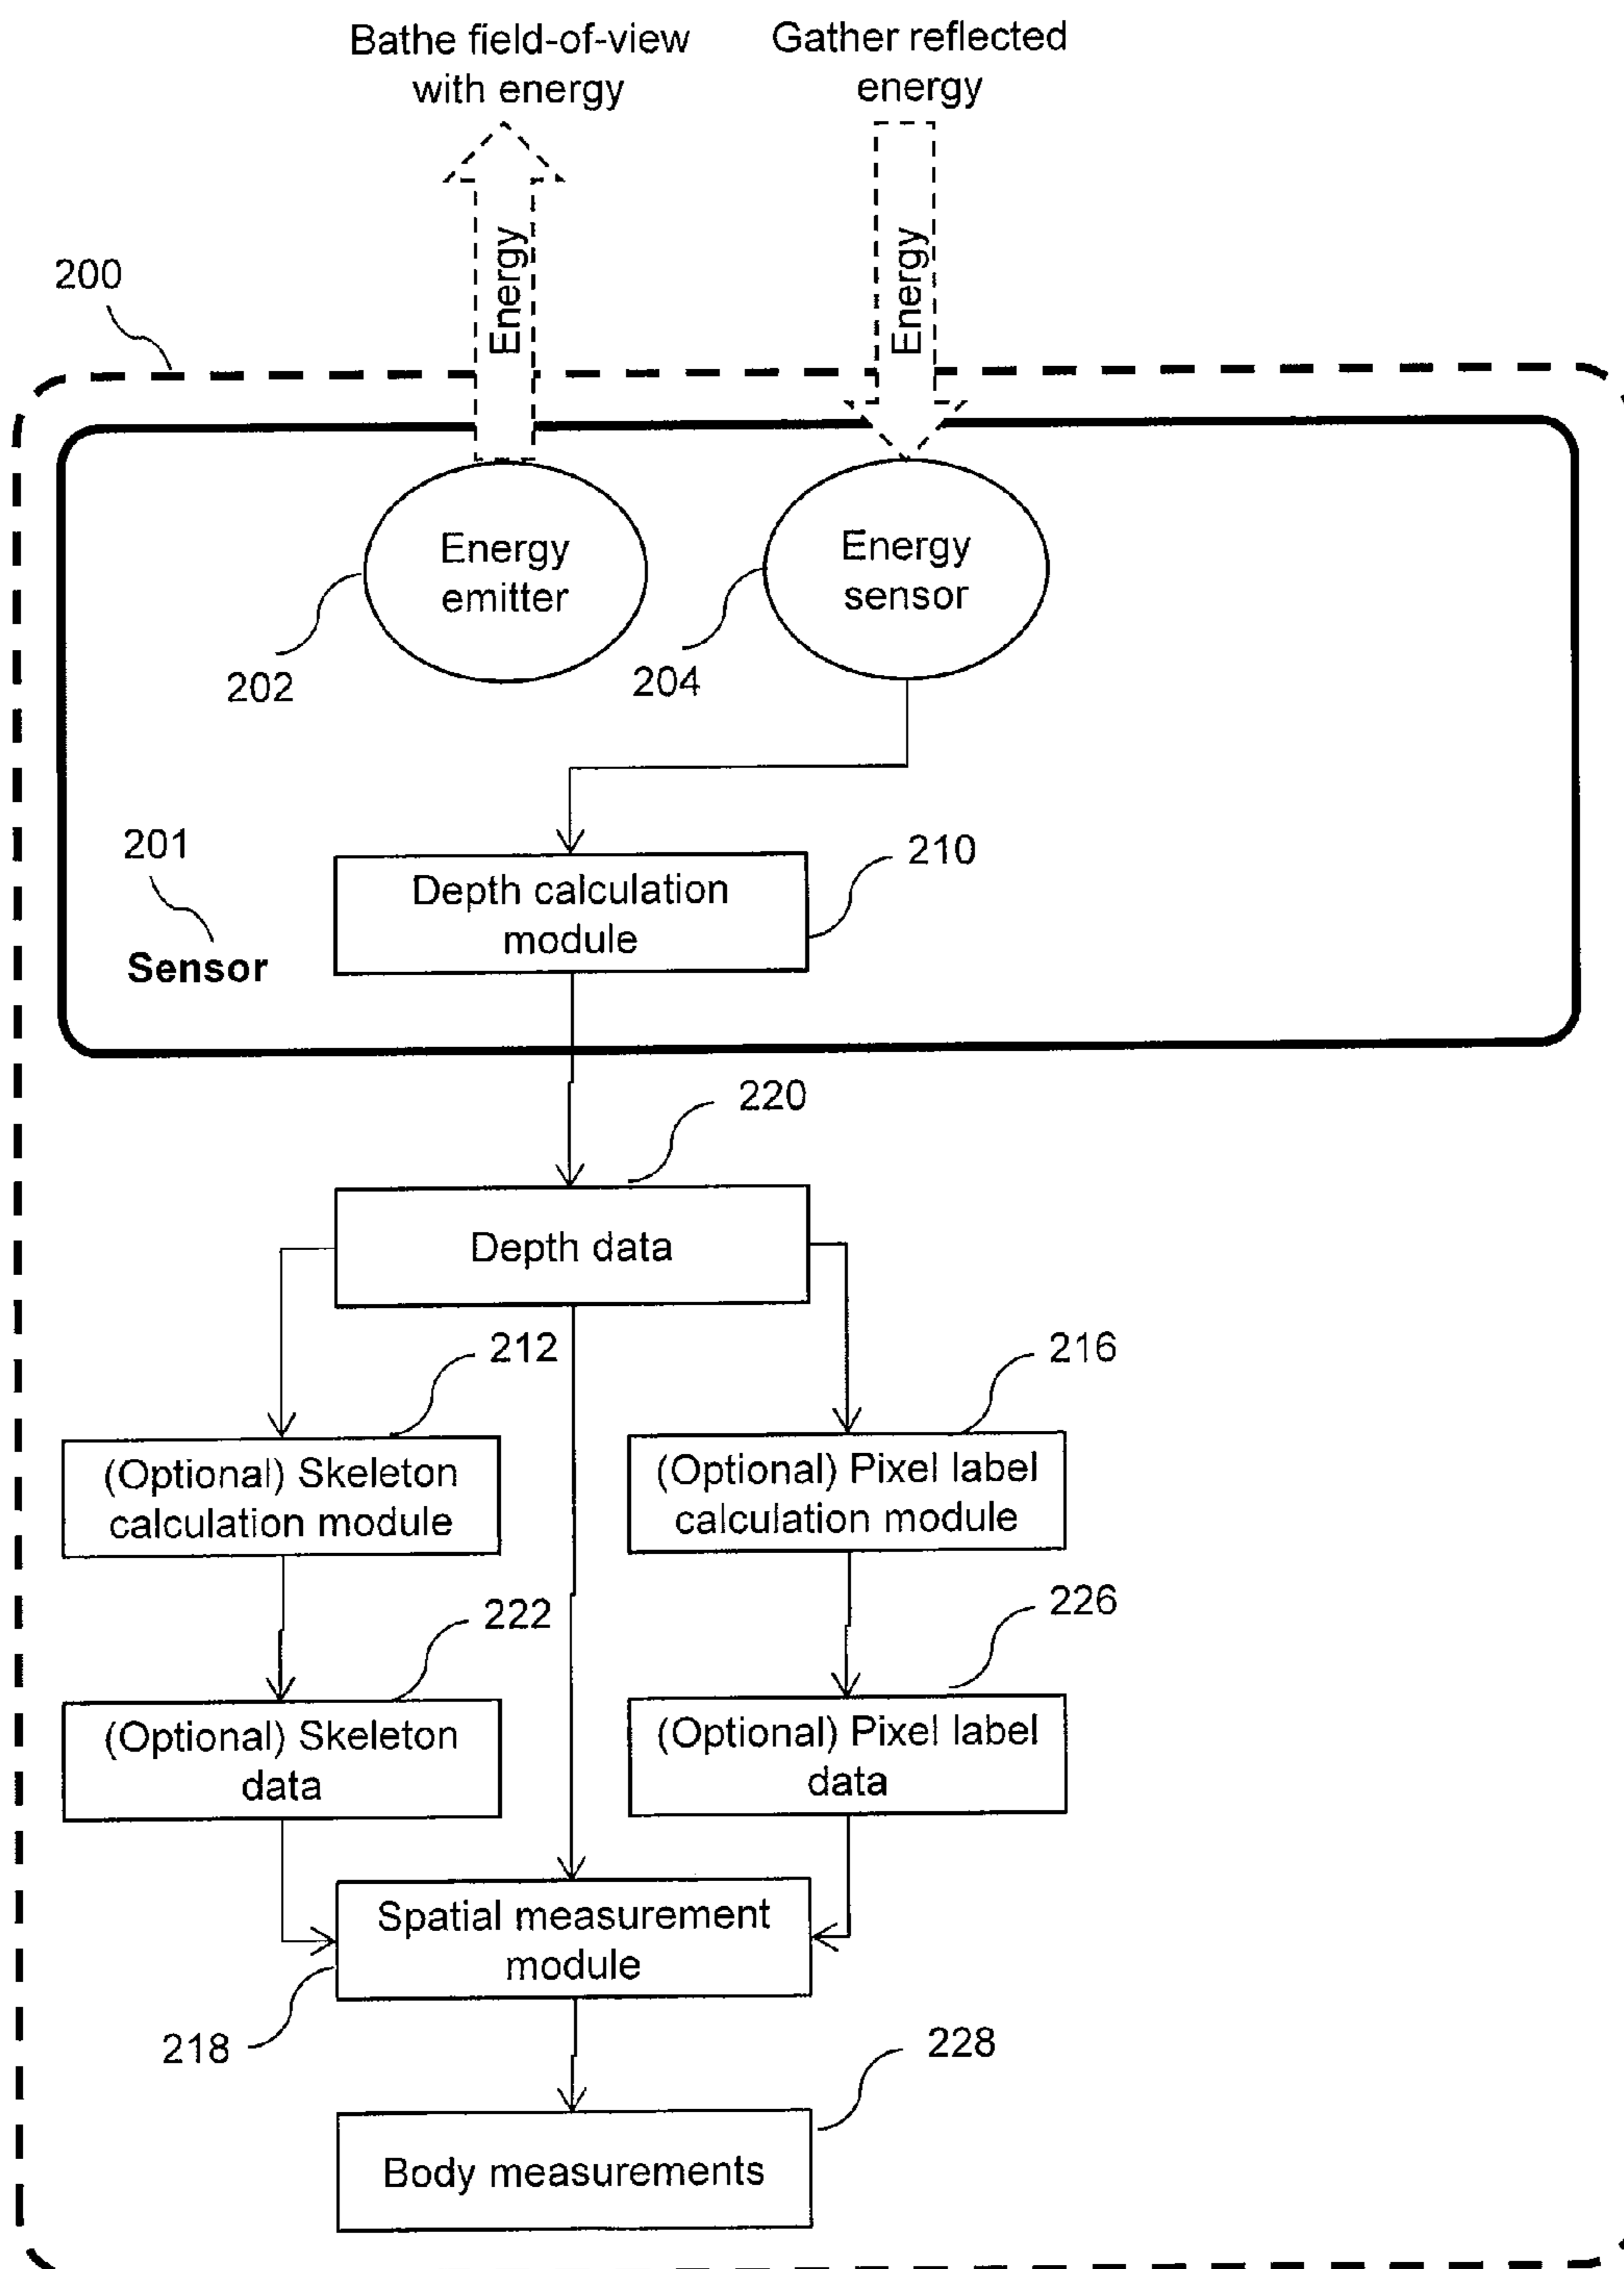 Bathe field-of-view
with energy
Gather reflected
energy
Energy
Energy
200
Energy
emitter
Energy
sensor
202
204
201
Sensor
210
Depth calculation
module
220
Depth data
212
216
(Optional) Skeleton
calculation module
(Optional) Pixel label
calculation module
222
226
(Optional) Skeleton
data
(Optional) Pixel label
data
Spatial measurement
module
218
228
Body measurements